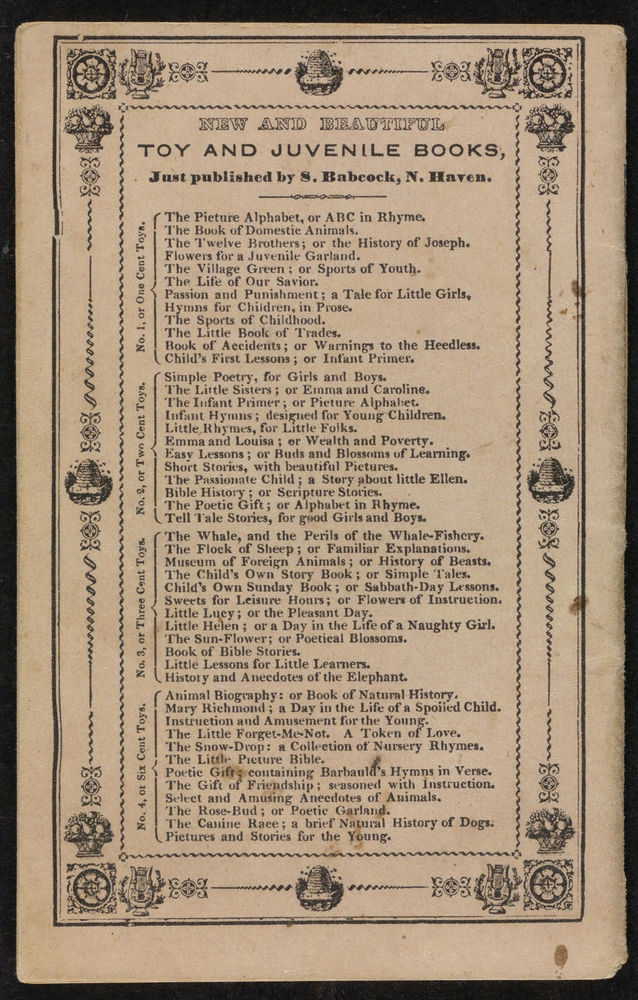 NEW AND BEAUTIFUL
TOY AND JUVENILE BOOKS,
Just published by S. Babcock, N. Haven.
No. 1, or One Cent Toys.
The Picture Alphabet, or ABC in Rhyme.
The Book of Domestic Animals.
The Twelve Brothers; or the History of Joseph.
Flowers for a Juvenile Garland.
The Village Green; or Sports of Youth.
The Life of Our Savior.
Passion and Punishment; a Tale for Little Girls,
Hymns for Children, in Prose.
The Sports of Childhood.
The Little Book of Trades.
Book of Accidents; or Warnings to the Heedless.
Child's First Lessons; or Infant Primer.
No. 2, or Two Cent Toys.
Simple Poetry, for Girls and Boys.
The Little Sisters; or Emma and Caroline.
The Infant Primer; or Picture Alphabet.
Infant Hymns; designed for Young Children.
Little Rhymes, for Little Folks.
Emma and Louisa; or Wealth and Poverty.
Easy Lessons; or Buds and Blossoms of Learning.
Short Stories, with beautiful Pictures.
The Passionate Child; a Story about little Ellen.
Bible History; or Scripture Stories.
The Poetic Gift; or Alphabet in Rhyme.
Tell Tale Stories, for good Girls and Boys.
No. 3, or Three Cent Toys.
The Whale, and the Perils of the Whale-Fishery.
The Flock of Sheep; or Familiar Explanations.
Museum of Foreign Animals; or History of Beasts.
The Child's Own Story Book; or Simple Tales.
Child's Own Sunday Book; or Sabbath-Day Lessons.
Sweets for Leisure Hours; or Flowers of Instruction.
Little Lucy; or the Pleasant Day.
Little Helen; or a Day in the Life of a Naughty Girl.
The Sun-Flower; or Poetical Blossoms.
Book of Bible Stories.
Little Lessons for Little Learners.
History and Anecdotes of the Elephant.
No. 4, or Six Cent Toys.
Animal Biography: or Book of Natural History.
Mary Richmond; a Day in the Life of a Spoiled Child.
Instruction and Amusement for the Young.
The Little Forget-Me-Not. A Token of Love.
The Snow-Drop: a Collection of Nursery Rhymes.
The Little Picture Bible.
Poetic Gift; containing Barbauld's Hymns in Verse.
The Gift of Friendship; seasoned with Instruction.
Select and Amusing Anecdotes of Animals.
The Rose-Bud; or Poetic Garland.
The Canine Race; a brief Natural History of Dogs.
Pictures and Stories for the Young.